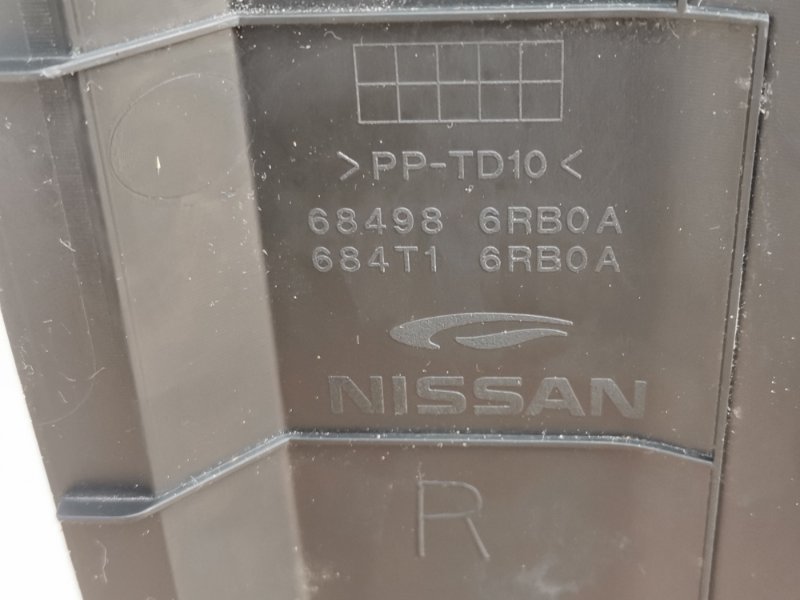 >PP-TD10<
68498 6RB0A
684T1 6RB0A
NISSAN
R